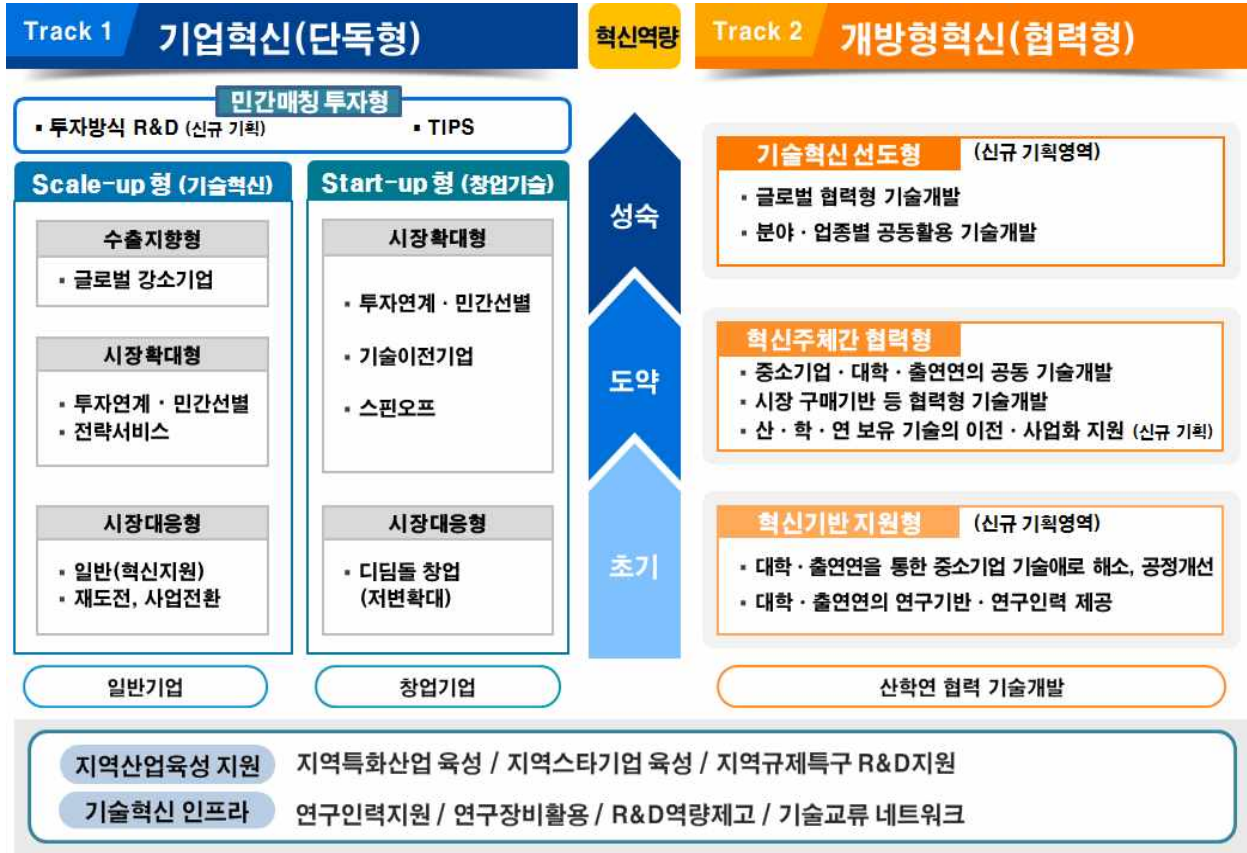 Track 1 기업혁신(단독형)
혁신역량
Track 2 개방형혁신(협력형)
민간매칭 투자형
▪ 투자방식 R&D (신규 기획)
▪ TIPS
Scale-up 형 (기술혁신)
수출지향형
▪ 글로벌 강소기업
시장확대형
▪ 투자연계 · 민간선별
▪ 전략서비스
시장대응형
▪ 일반(혁신지원)
▪ 재도전, 사업전환
일반기업
Start-up 형 (창업기술)
시장확대형
▪ 투자연계 · 민간선별
▪ 기술이전기업
▪ 스핀오프
시장대응형
▪ 디딤돌 창업
(저변확대)
창업기업
성숙
도약
초기
기술혁신 선도형 (신규 기획영역)
▪ 글로벌 협력형 기술개발
▪ 분야 · 업종별 공동활용 기술개발
혁신주체간 협력형
▪ 중소기업 · 대학 · 출연연의 공동 기술개발
▪ 시장 구매기반 등 협력형 기술개발
▪ 산 · 학 · 연 보유 기술의 이전 · 사업화 지원 (신규 기획)
혁신기반 지원형 (신규 기획영역)
▪ 대학 · 출연연을 통한 중소기업 기술애로 해소, 공정개선
▪ 대학 · 출연연의 연구기반 · 연구인력 제공
산학연 협력 기술개발
지역산업육성 지원 지역특화산업 육성 / 지역스타기업 육성 / 지역규제특구 R&D지원
기술혁신 인프라 연구인력지원 / 연구장비활용 / R&D역량제고 / 기술교류 네트워크